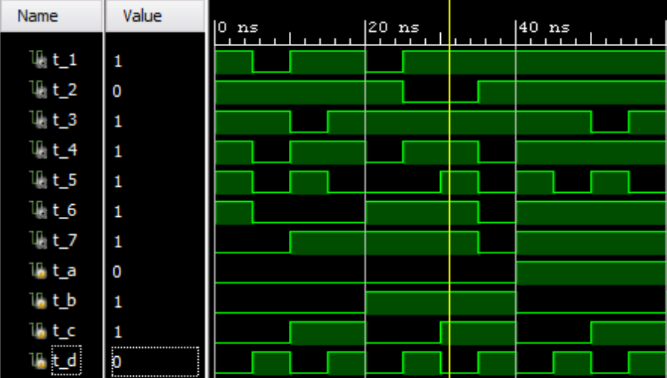 Name Value
0 ns 20 ns 40 ns
t_1 1
t_2 0
t_3 1
t_4 1
t_5 1
t_6 1
t_7 1
t_a 0
t_b 1
t_c 1
t_d 0